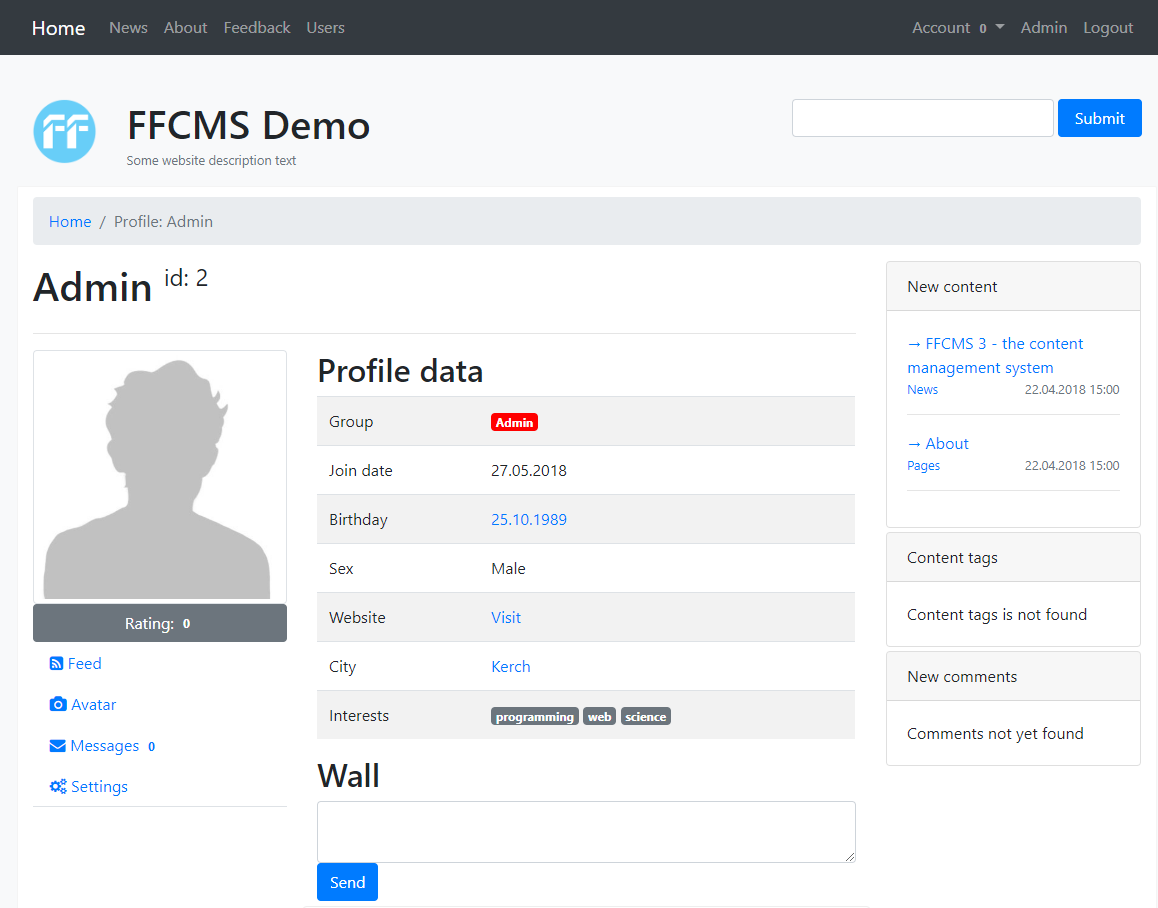 Home News About Feedback Users Account 0 Admin Logout
FF
FFCMS Demo
Some website description text
Submit
Home / Profile: Admin
Admin id: 2
Rating: 0
Feed
Avatar
Messages 0
Settings
Profile data
Group Admin
Join date 27.05.2018
Birthday 25.10.1989
Sex Male
Website Visit
City Kerch
Interests programming web science
Wall
Send
New content
→ FFCMS 3 - the content
management system
News 22.04.2018 15:00
→ About
Pages 22.04.2018 15:00
Content tags
Content tags is not found
New comments
Comments not yet found